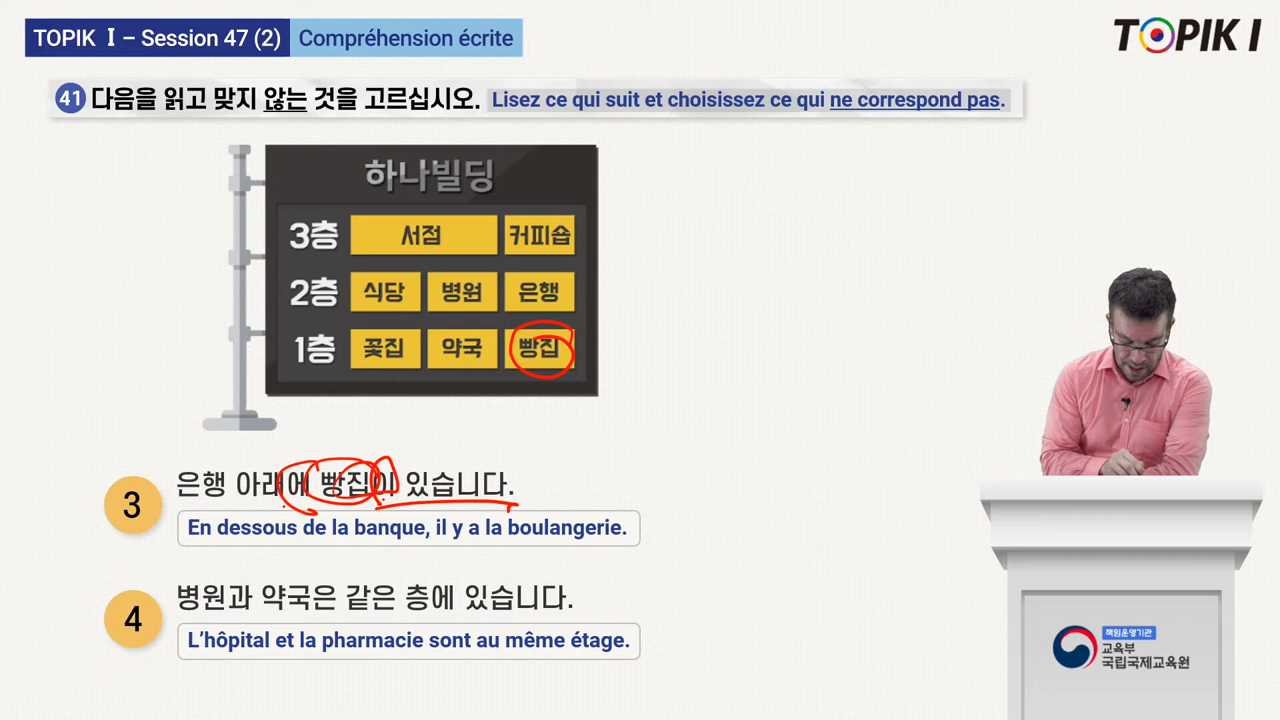 TOPIK I – Session 47 (2) Compréhension écrite
TOPIK I
41 다음을 읽고 맞지 않는 것을 고르십시오. Lisez ce qui suit et choisissez ce qui ne correspond pas.
하나빌딩
3층 서점 커피숍
2층 식당 병원 은행
1층 꽃집 약국 빵집
3 은행 아래에 빵집이 있습니다.
En dessous de la banque, il y a la boulangerie.
4 병원과 약국은 같은 층에 있습니다.
L’hôpital et la pharmacie sont au même étage.
책임운영기관
교육부
국립국제교육원